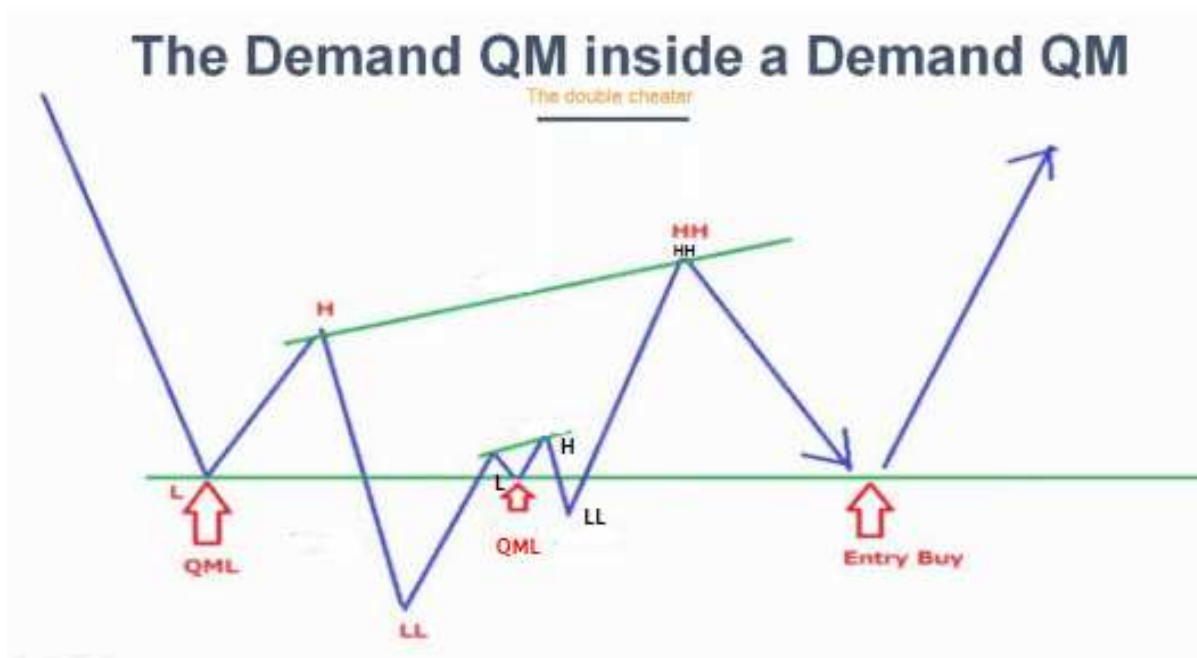 The Demand QM inside a Demand QM
The double cheater
HH
HH
H
H
L
L
QML
LL
QML
Entry Buy
LL